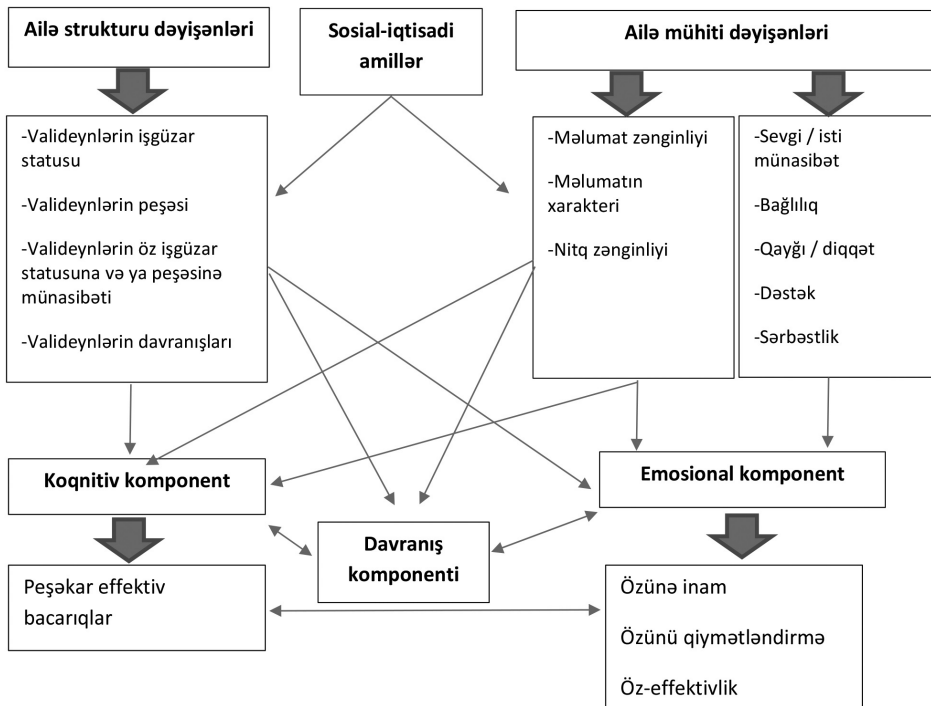 Ailə strukturu dəyişənləri
Sosial-iqtisadi
amillər
Ailə mühiti dəyişənləri
-Valideynlərin işgüzar
statusu
-Valideynlərin peşəsi
-Valideynlərin öz işgüzar
statusuna və ya peşəsinə
münasibəti
-Valideynlərin davranışları
-Məlumat zənginliyi
-Məlumatın
xarakteri
-Nitq zənginliyi
-Sevgi / isti
münasibət
-Bağlılıq
-Qayğı / diqqət
-Dəstək
-Sərbəstlik
Koqnitiv komponent
Emosional komponent
Davranış
komponenti
Peşəkar effektiv
bacarıqlar
Özünə inam
Özünü qiymətləndirmə
Öz-effektivlik